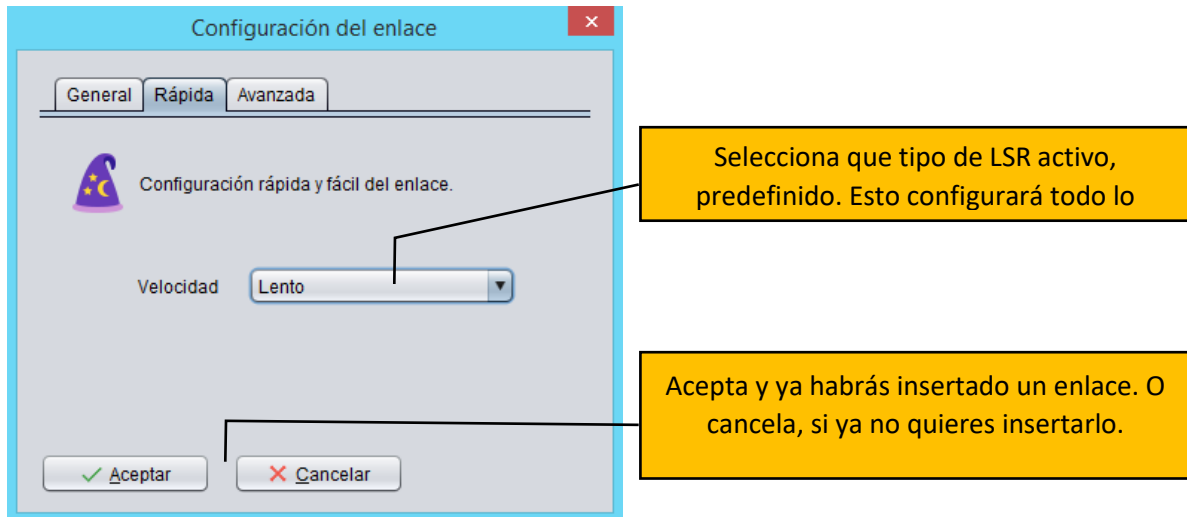 Configuración del enlace
General Rápida Avanzada
Configuración rápida y fácil del enlace.
Velocidad Lento
Aceptar Cancelar
Selecciona que tipo de LSR activo,
predefinido. Esto configurará todo lo
Acepta y ya habrás insertado un enlace. O
cancela, si ya no quieres insertarlo.